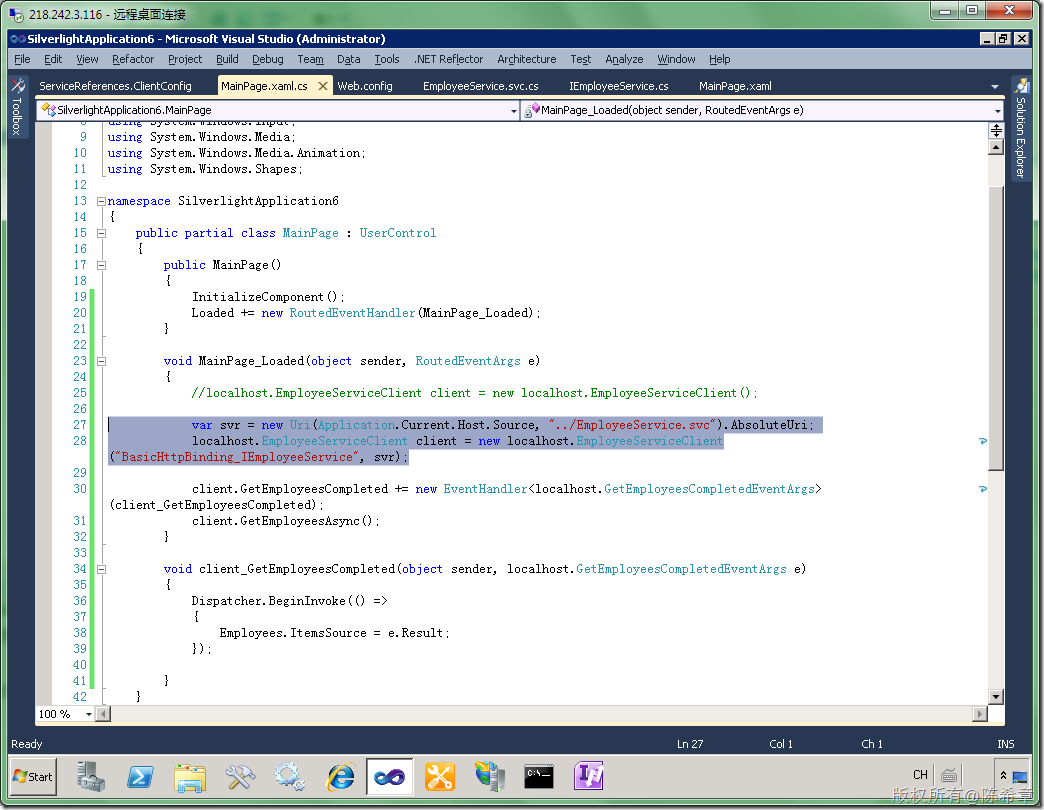 218.242.3.116 - 远程桌面连接
SilverlightApplication6 - Microsoft Visual Studio (Administrator)
File Edit View Refactor Project Build Debug Team Data Tools .NET Reflector Architecture Test Analyze Window Help
Toolbox
ServiceReferences.ClientConfig MainPage.xaml.cs Web.config EmployeeService.svc.cs IEmployeeService.cs MainPage.xaml
Solution Explorer
SilverlightApplication6.MainPage MainPage_Loaded(object sender, RoutedEventArgs e)
8 using System.Windows.Input;
9 using System.Windows.Media;
10 using System.Windows.Media.Animation;
11 using System.Windows.Shapes;
12
13 namespace SilverlightApplication6
14 {
15 public partial class MainPage : UserControl
16 {
17 public MainPage()
18 {
19 InitializeComponent();
20 Loaded += new RoutedEventHandler(MainPage_Loaded);
21 }
22
23 void MainPage_Loaded(object sender, RoutedEventArgs e)
24 {
25 //localhost.EmployeeServiceClient client = new localhost.EmployeeServiceClient();
26
27 var svr = new Uri(Application.Current.Host.Source, "../EmployeeService.svc").AbsoluteUri;
28 localhost.EmployeeServiceClient client = new localhost.EmployeeServiceClient
("BasicHttpBinding_IEmployeeService", svr);
29
30 client.GetEmployeesCompleted += new EventHandler<localhost.GetEmployeesCompletedEventArgs>
(client_GetEmployeesCompleted);
31 client.GetEmployeesAsync();
32 }
33
34 void client_GetEmployeesCompleted(object sender, localhost.GetEmployeesCompletedEventArgs e)
35 {
36 Dispatcher.BeginInvoke(() =>
37 {
38 Employees.ItemsSource = e.Result;
39 });
40
41 }
42 }
100 %
Ready Ln 27 Col 1 Ch 1 INS
Start CH
版权所有@陈希章